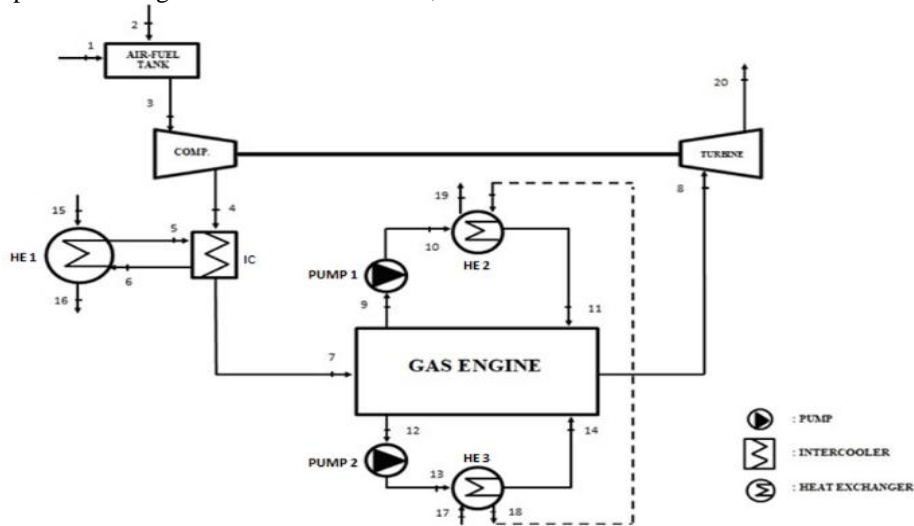 2
1
AIR-FUEL
TANK
3
20
COMP.
TURBINE
8
15
4
19
5
10
HE 1
IC
HE 2
6
PUMP 1
16
9
11
7
GAS ENGINE
12
14
: PUMP
HE 3
PUMP 2
: INTERCOOLER
13
17
18
: HEAT EXCHANGER